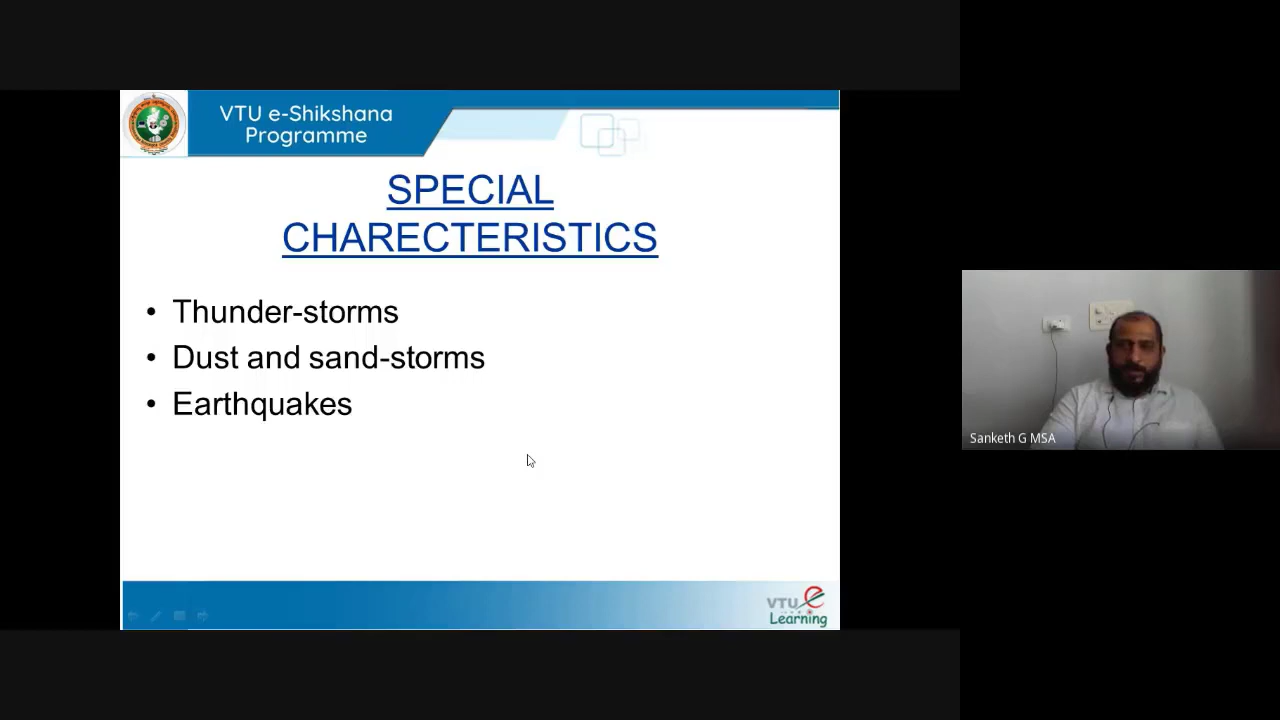 VTU e-Shikshana
Programme
SPECIAL
CHARECTERISTICS
• Thunder-storms
• Dust and sand-storms
• Earthquakes
Sanketh G MSA
VTU e
Learning